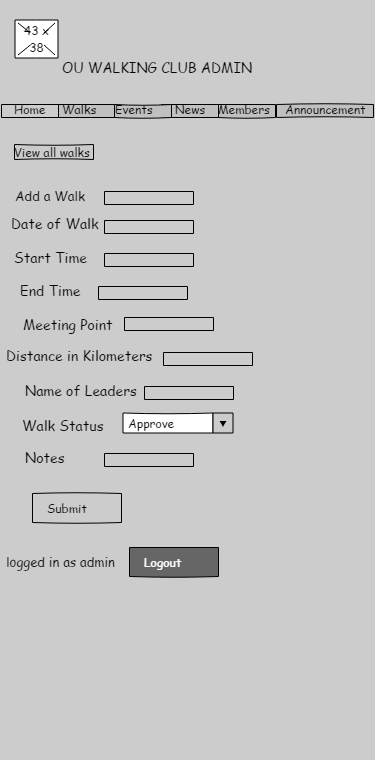 43 x
38
OU WALKING CLUB ADMIN
Home Walks Events News Members Announcement
View all walks
Add a Walk
Date of Walk
Start Time
End Time
Meeting Point
Distance in Kilometers
Name of Leaders
Walk Status Approve
Notes
Submit
logged in as admin Logout